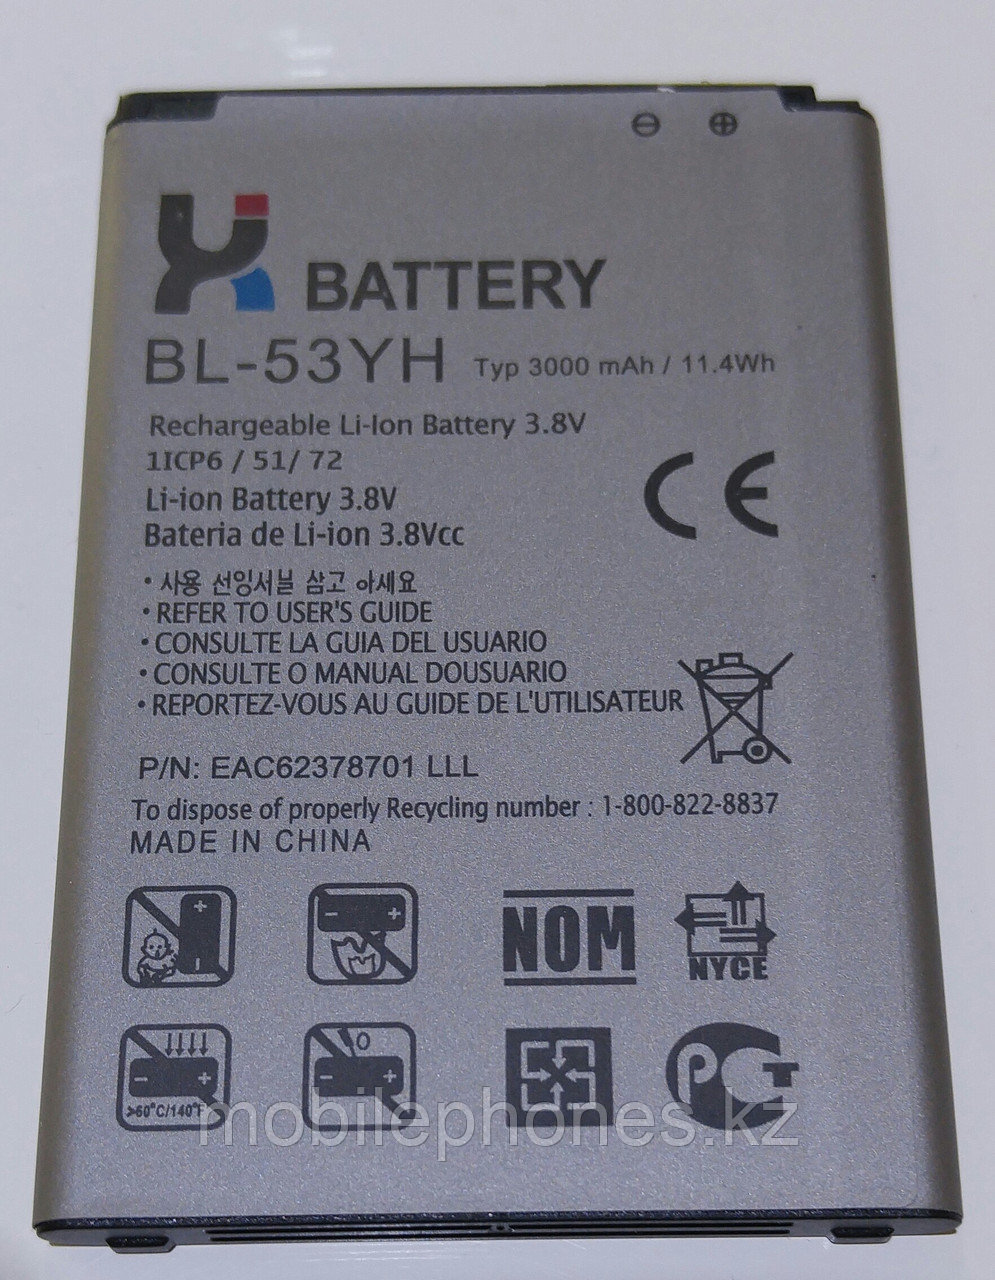 ⊖ ⊕
BATTERY
BL-53YH Typ 3000 mAh / 11.4Wh
Rechargeable Li-Ion Battery 3.8V
1ICP6 / 51/ 72
Li-ion Battery 3.8V
Bateria de Li-ion 3.8Vcc
CE
• 사용 선잉서블 삼고 아세요
• REFER TO USER'S GUIDE
• CONSULTE LA GUIA DEL USUARIO
• CONSULTE O MANUAL DOUSUARIO
• REPORTEZ-VOUS AU GUIDE DE L'UTILISATEUR
P/N: EAC62378701 LLL
To dispose of properly Recycling number : 1-800-822-8837
MADE IN CHINA
NOM
NYCE
>60°C/140°F
PCT
mobilephones.kz